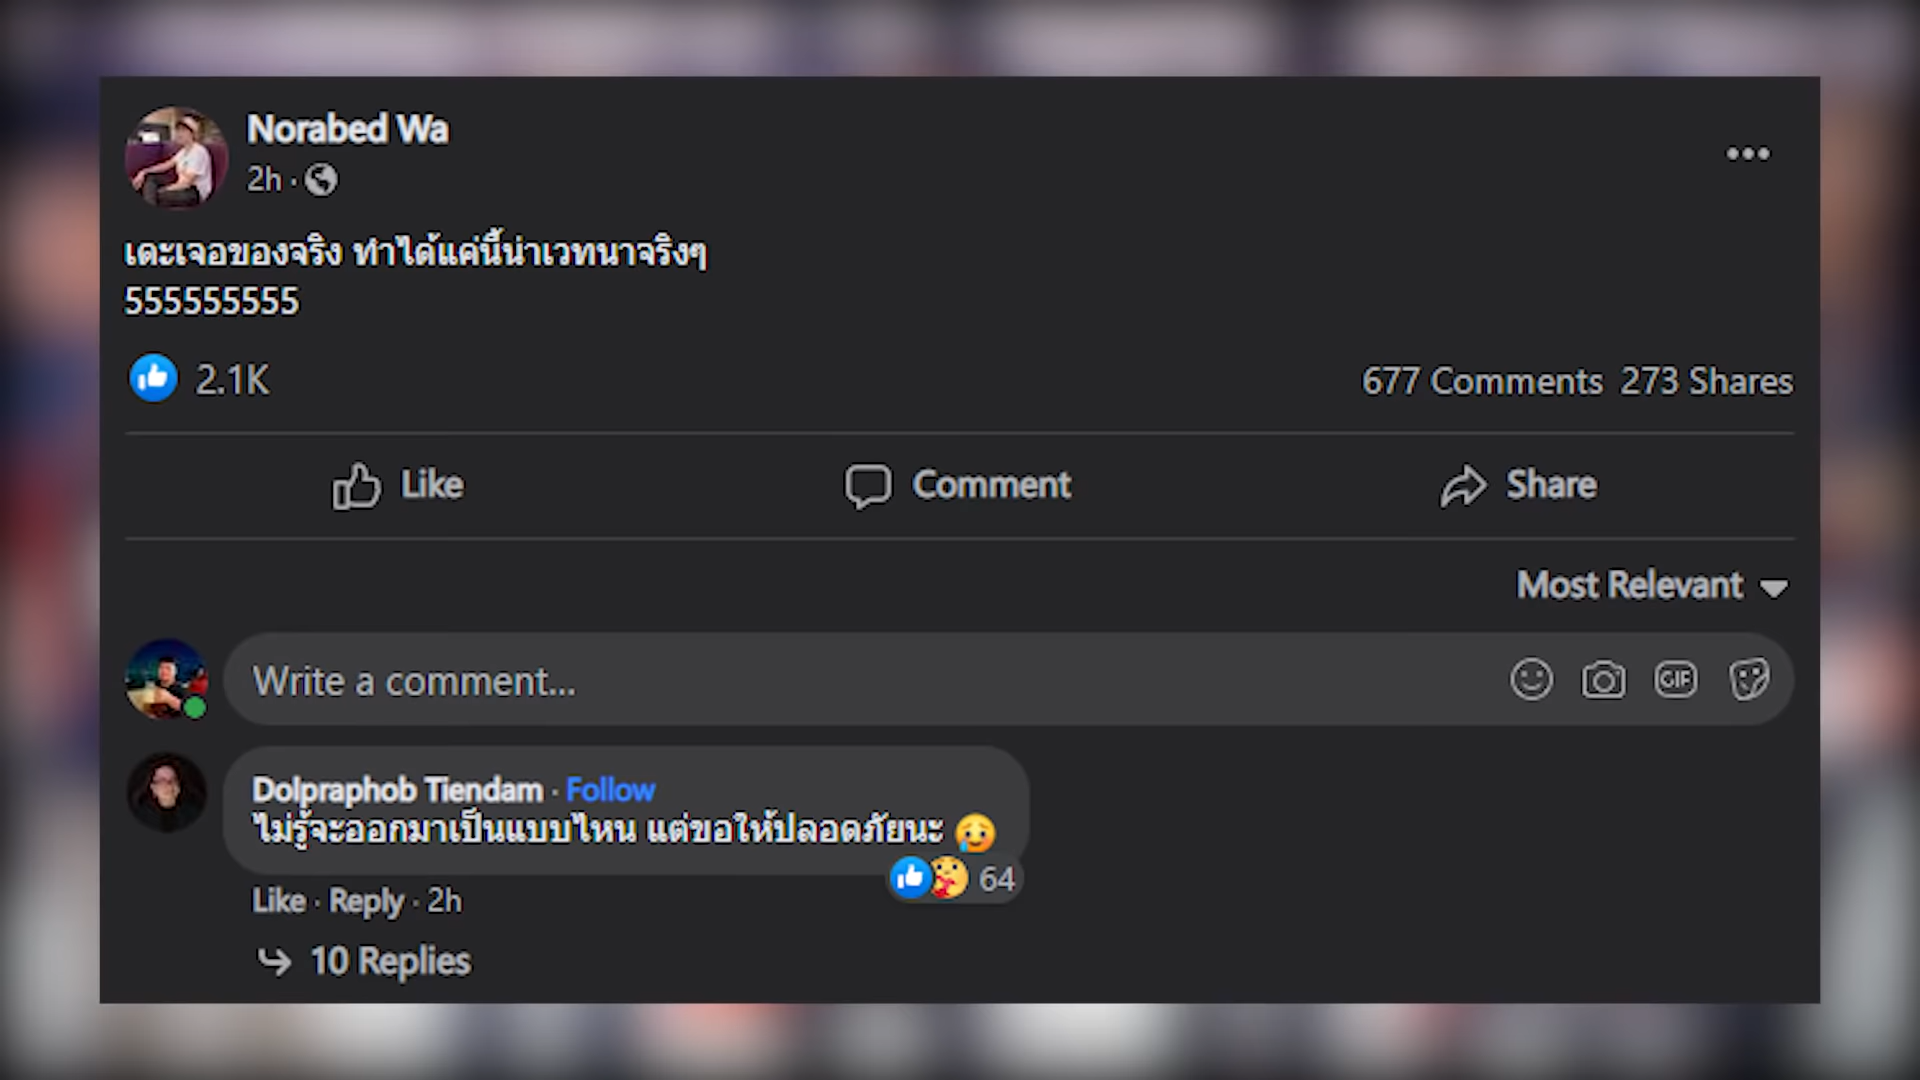 Norabed Wa
2h ·
เดะเจอของจริง ทำได้แค่นี้น่าเวทนาจริงๆ
555555555
2.1K
677 Comments 273 Shares
Like Comment Share
Most Relevant
Write a comment...
GIF
Dolpraphob Tiendam · Follow
ไม่รู้จะออกมาเป็นแบบไหน แต่ขอให้ปลอดภัยนะ 😥
64
Like · Reply · 2h
10 Replies